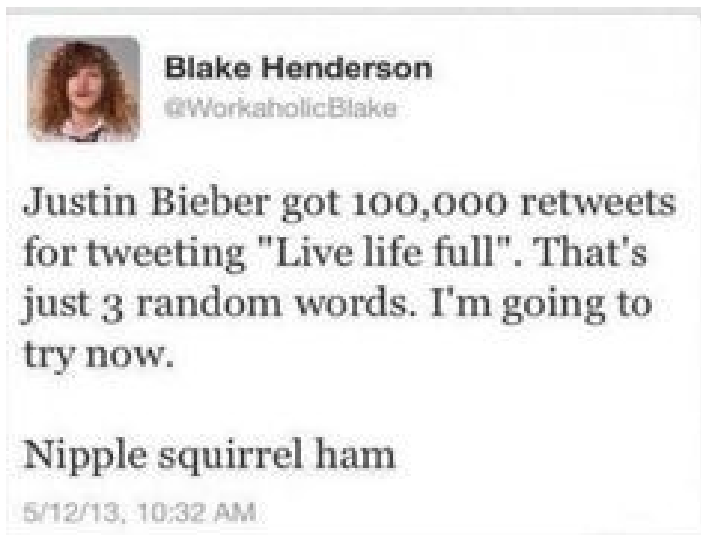 Blake Henderson
@WorkaholicBlake
Justin Bieber got 100,000 retweets
for tweeting "Live life full". That's
just 3 random words. I'm going to
try now.
Nipple squirrel ham
5/12/13, 10:32 AM